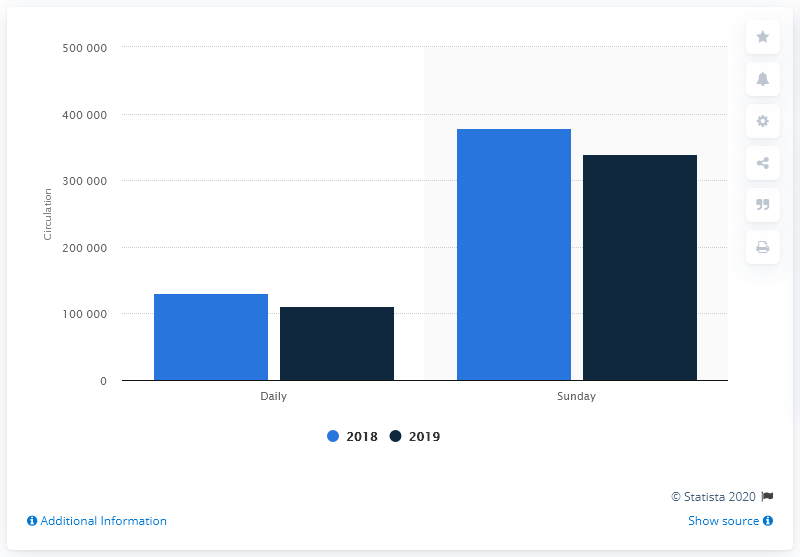 500 000
400 000
300 000
200 000
100 000
0
Circulation
Daily
Sunday
2018
2019
© Statista 2020
Additional Information
Show source